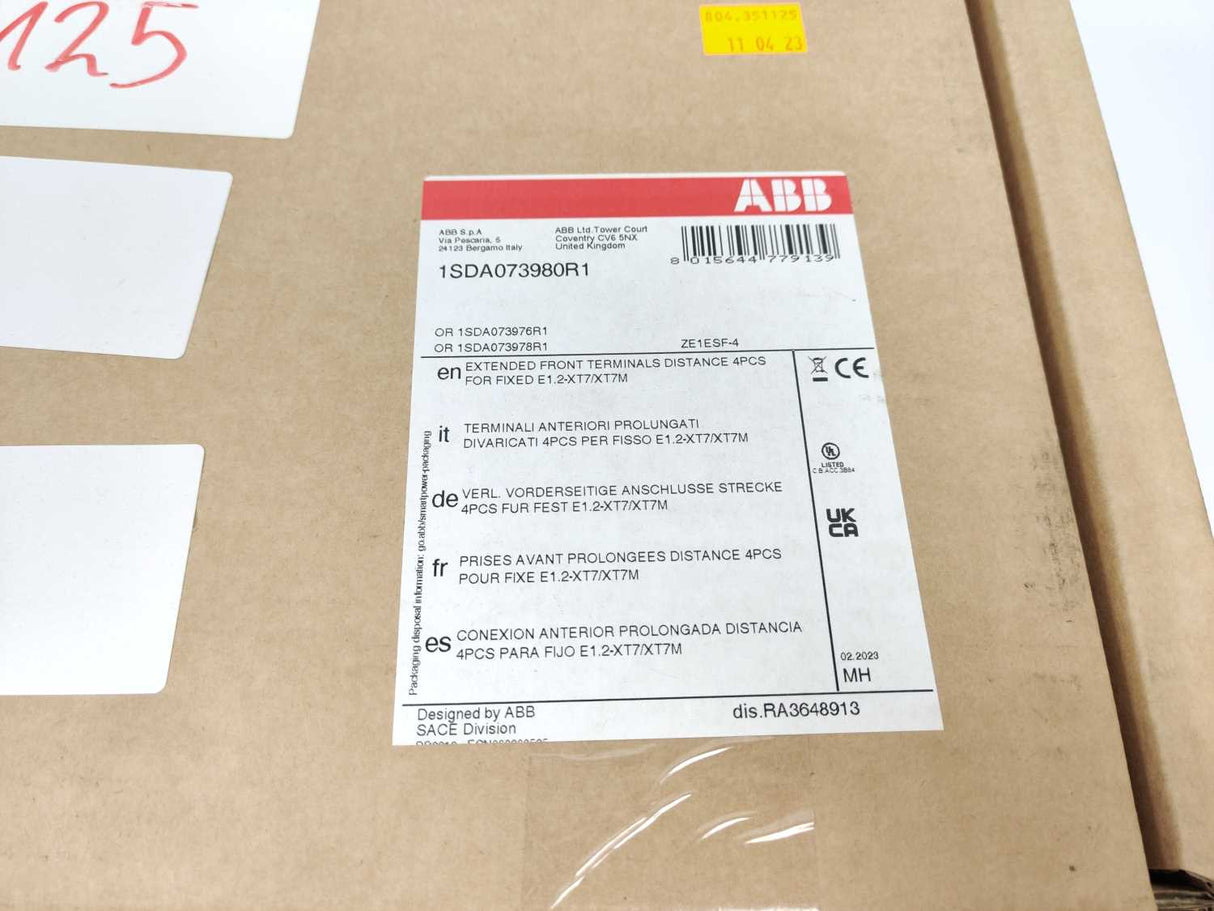 125
804.351125
11 04 23
ABB
ABB S.p.A
Via Pescaria, 5
24123 Bergamo Italy
ABB Ltd.Tower Court
Coventry CV6 5NX
United Kingdom
8 015644 779139
1SDA073980R1
OR 1SDA073976R1
OR 1SDA073978R1
ZE1ESF-4
en EXTENDED FRONT TERMINALS DISTANCE 4PCS
FOR FIXED E1.2-XT7/XT7M
it TERMINALI ANTERIORI PROLUNGATI
DIVARICATI 4PCS PER FISSO E1.2-XT7/XT7M
de VERL. VORDERSEITIGE ANSCHLUSSE STRECKE
4PCS FUR FEST E1.2-XT7/XT7M
fr PRISES AVANT PROLONGEES DISTANCE 4PCS
POUR FIXE E1.2-XT7/XT7M
es CONEXION ANTERIOR PROLONGADA DISTANCIA
4PCS PARA FIJO E1.2-XT7/XT7M
Packaging disposal information: go.abb/smartpower-packaging
CE
UL
LISTED
C.B.ACC.3B84
UK
CA
02.2023
MH
Designed by ABB
SACE Division
dis.RA3648913